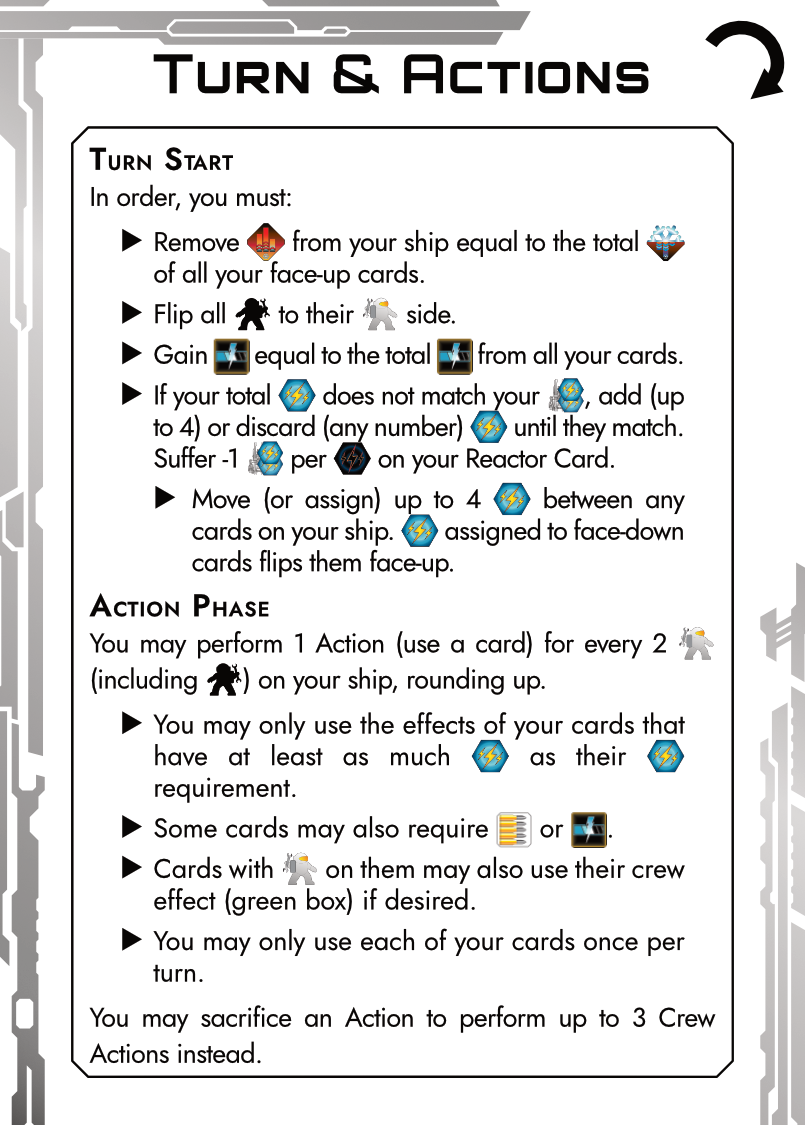 Turn & Actions
Turn Start
In order, you must:
Remove from your ship equal to the total
of all your face-up cards.
Flip all to their side.
Gain equal to the total from all your cards.
If your total does not match your , add (up
to 4) or discard (any number) until they match.
Suffer -1 per on your Reactor Card.
Move (or assign) up to 4 between any
cards on your ship. assigned to face-down
cards flips them face-up.
Action Phase
You may perform 1 Action (use a card) for every 2
(including ) on your ship, rounding up.
You may only use the effects of your cards that
have at least as much as their
requirement.
Some cards may also require or .
Cards with on them may also use their crew
effect (green box) if desired.
You may only use each of your cards once per
turn.
You may sacrifice an Action to perform up to 3 Crew
Actions instead.